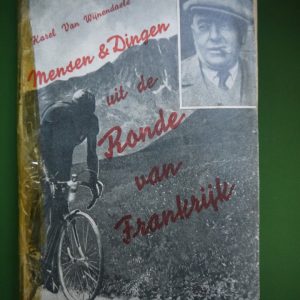 Karel Van Wijnendaele
Mensen & Dingen
uit de
Ronde
van
Frankrijk